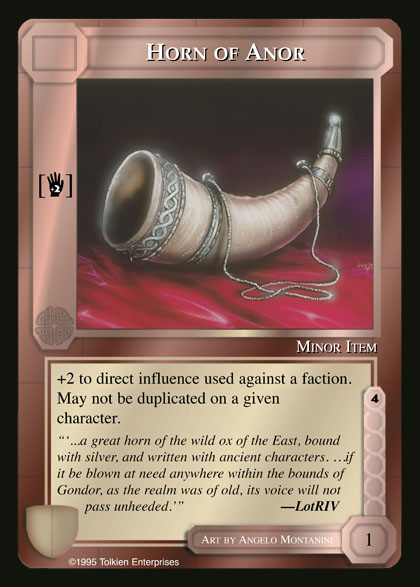 HORN OF ANOR
[+2]
MINOR ITEM
+2 to direct influence used against a faction.
May not be duplicated on a given
character.
4
“‘...a great horn of the wild ox of the East, bound
with silver, and written with ancient characters. …if
it be blown at need anywhere within the bounds of
Gondor, as the realm was of old, its voice will not
pass unheeded.’” —LotRIV
ART BY ANGELO MONTANINI
1
©1995 Tolkien Enterprises